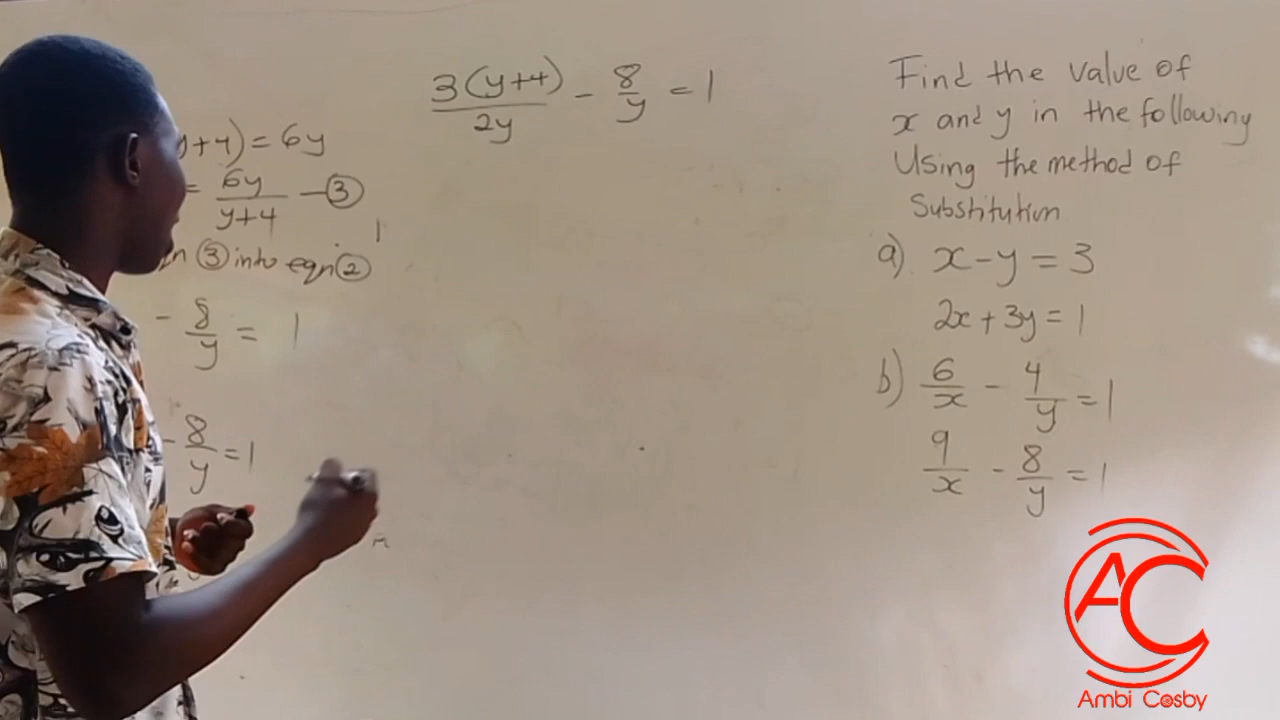 y+4) = 6y
= 6y/y+4 — ③
③ into eqn ②
- 8/y = 1
- 8/y = 1
3(y+4)/2y - 8/y = 1
Find the value of
x and y in the following
Using the method of
Substitution
a) x - y = 3
2x + 3y = 1
b) 6/x - 4/y = 1
9/x - 8/y = 1
AC
Ambi Cosby